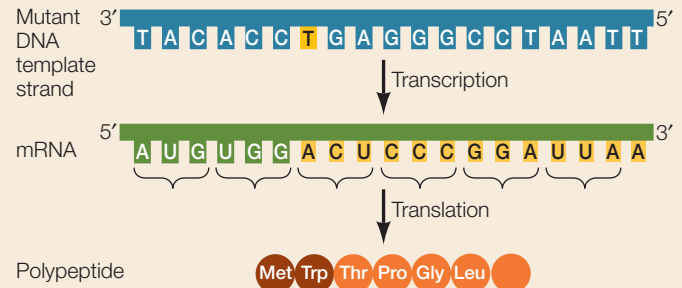 Mutant DNA template strand
3′ 5′
T A C A C C T G A G G G C C T A A T T
Transcription
5′ 3′
mRNA
A U G U G G A C U C C C G G A U U A A
Translation
Polypeptide
Met Trp Thr Pro Gly Leu